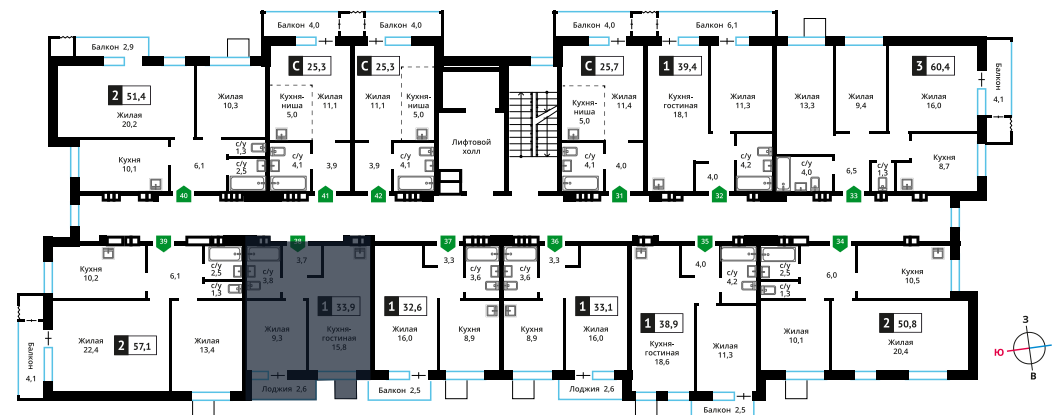 Балкон 4,0
Балкон 4,0
Балкон 4,0
Балкон 6,1
Балкон 2,9
2 51,4
Жилая
20,2
Жилая
10,3
Кухня
10,1
6,1
с/у
1,3
с/у
2,5
40
С 25,3
Кухня-
ниша
5,0
Жилая
11,1
с/у
4,1
3,9
41
С 25,3
Жилая
11,1
Кухня-
ниша
5,0
3,9
с/у
4,1
42
Лифтовой
холл
С 25,7
Кухня-
ниша
5,0
Жилая
11,4
с/у
4,1
4,0
31
1 39,4
Кухня-
гостиная
18,1
Жилая
11,3
4,0
с/у
4,2
32
3 60,4
Жилая
13,3
Жилая
9,4
Жилая
16,0
Балкон
4,1
с/у
4,0
6,5
с/у
1,3
Кухня
8,7
33
39
Кухня
10,2
6,1
с/у
2,5
с/у
1,3
Жилая
22,4
2 57,1
Жилая
13,4
Балкон
4,1
38
3,7
с/у
3,8
1 33,9
Жилая
9,3
Кухня-
гостиная
15,8
Лоджия 2,6
37
3,3
с/у
3,6
1 32,6
Жилая
16,0
Кухня
8,9
Балкон 2,5
36
с/у
3,6
3,3
1 33,1
Кухня
8,9
Жилая
16,0
Лоджия 2,6
35
4,0
с/у
4,2
1 38,9
Кухня-
гостиная
18,6
Жилая
11,3
Балкон 2,5
34
с/у
2,5
с/у
1,3
6,0
Кухня
10,5
Жилая
10,1
2 50,8
Жилая
20,4
З
Ю
В